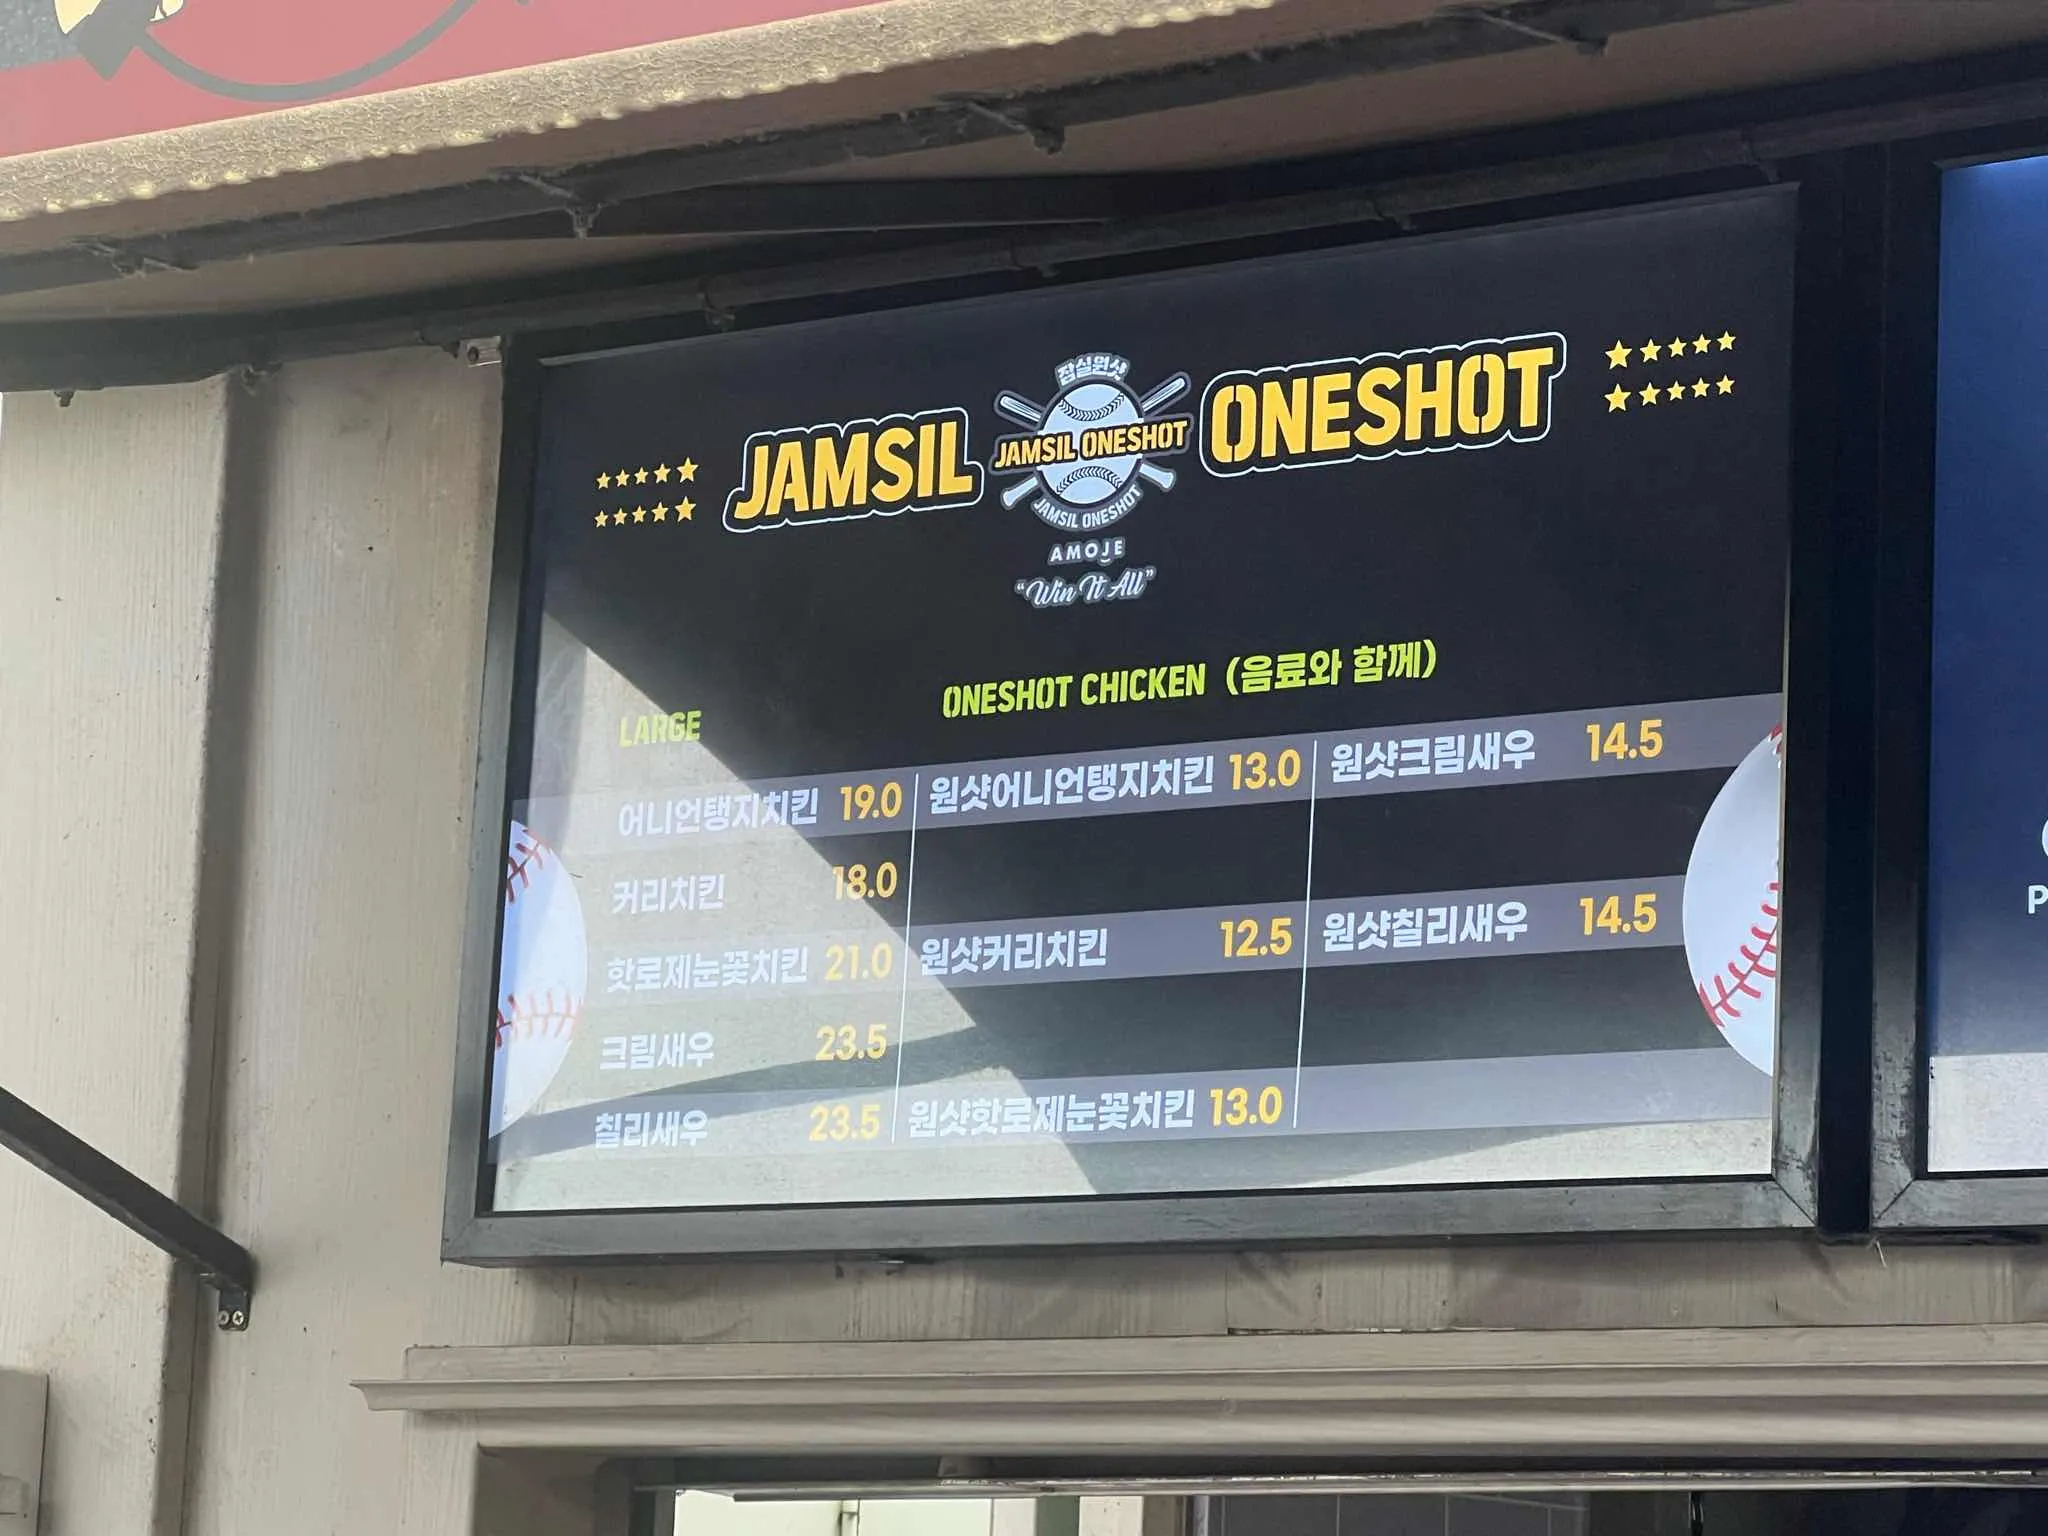 JAMSIL
잠실원샷
JAMSIL ONESHOT
JAMSIL ONESHOT
ONESHOT
AMOJE
"Win It All"
LARGE
ONESHOT CHICKEN (음료와 함께)
어니언탱지치킨 19.0
커리치킨 18.0
핫로제눈꽃치킨 21.0
크림새우 23.5
칠리새우 23.5
원샷어니언탱지치킨 13.0
원샷커리치킨 12.5
원샷핫로제눈꽃치킨 13.0
원샷크림새우 14.5
원샷칠리새우 14.5